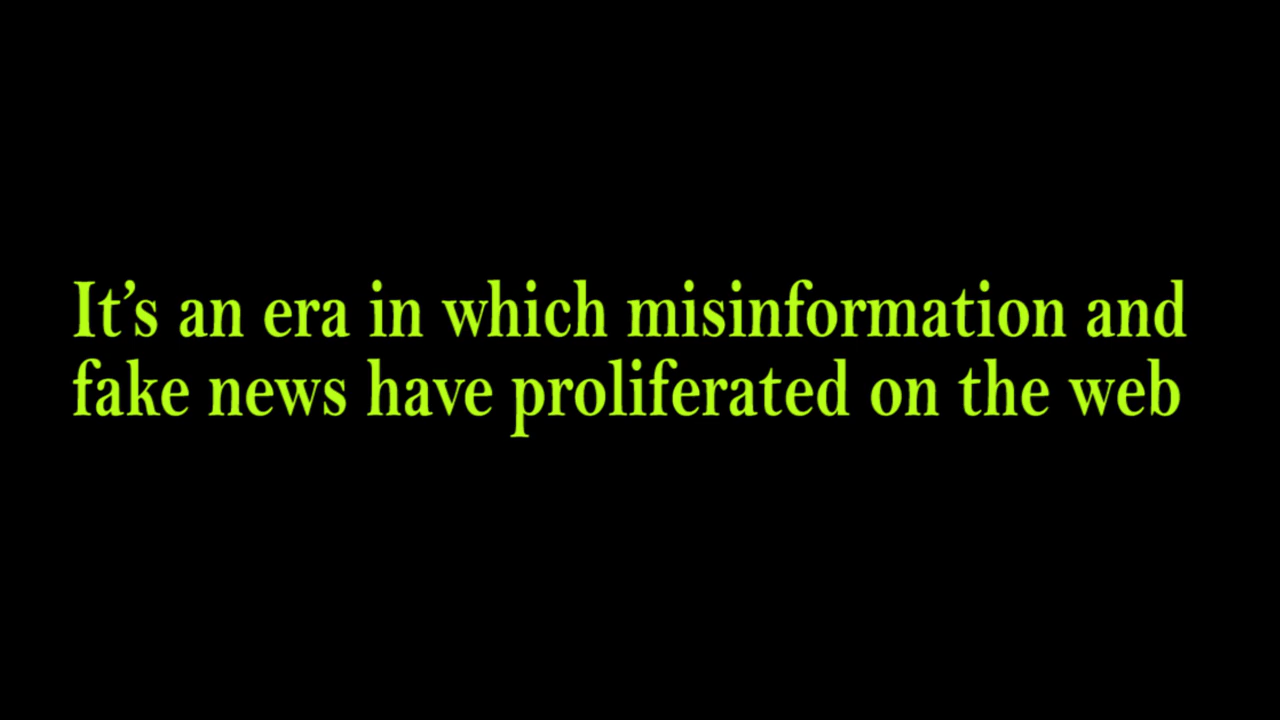 It’s an era in which misinformation and
fake news have proliferated on the web